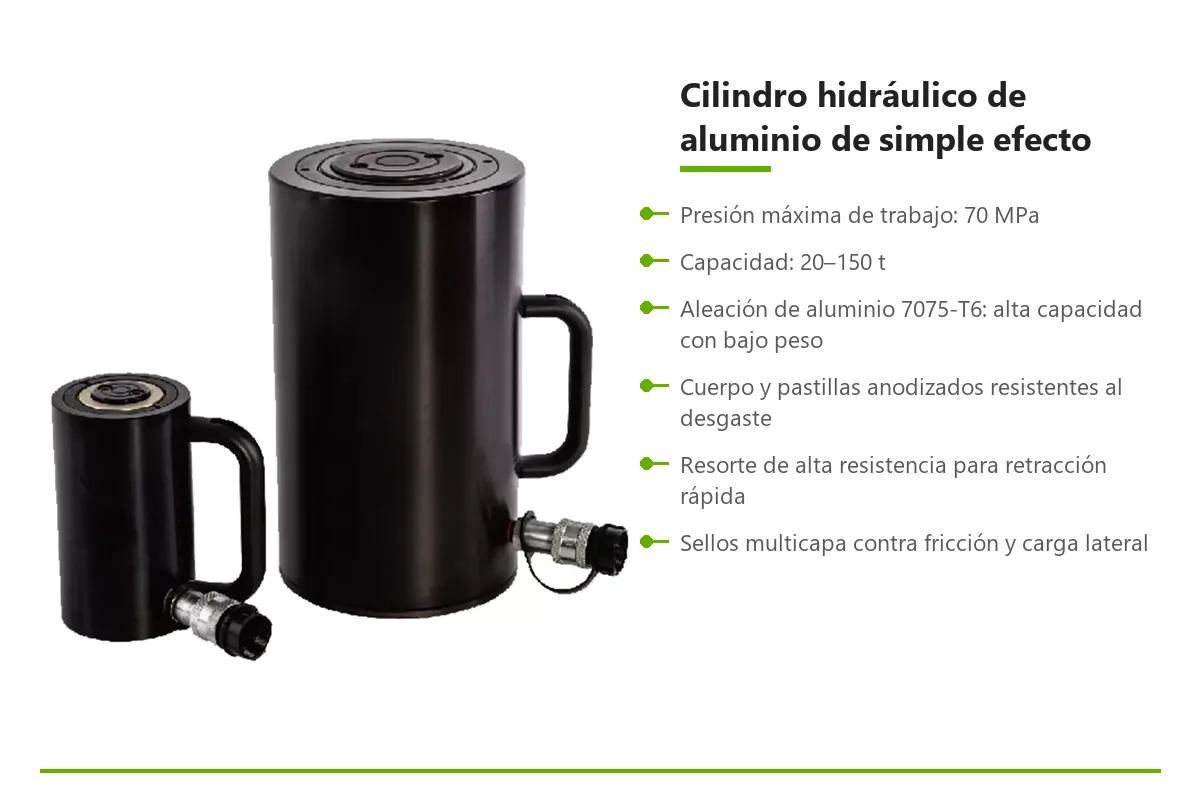 Cilindro hidráulico de
aluminio de simple efecto
Presión máxima de trabajo: 70 MPa
Capacidad: 20–150 t
Aleación de aluminio 7075-T6: alta capacidad
con bajo peso
Cuerpo y pastillas anodizados resistentes al
desgaste
Resorte de alta resistencia para retracción
rápida
Sellos multicapa contra fricción y carga lateral